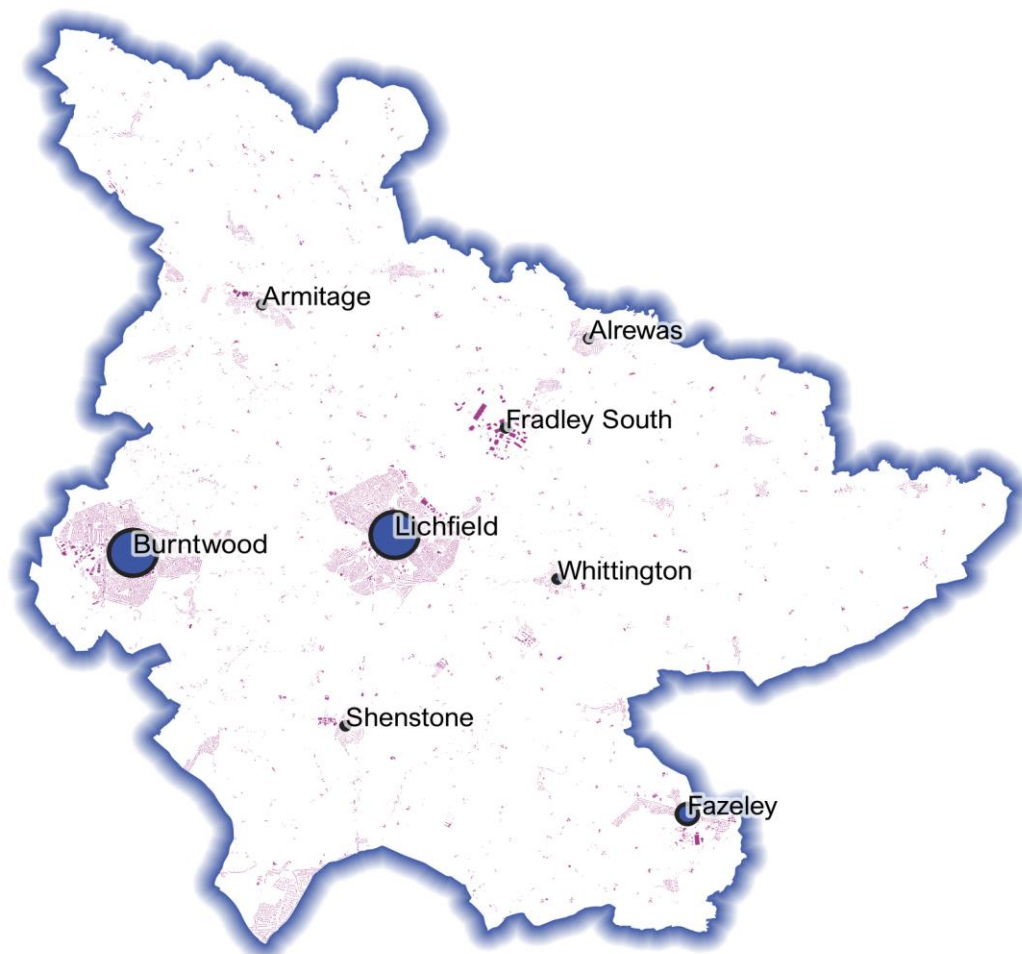 Armitage
Alrewas
Fradley South
Lichfield
Burntwood
Whittington
Shenstone
Fazeley